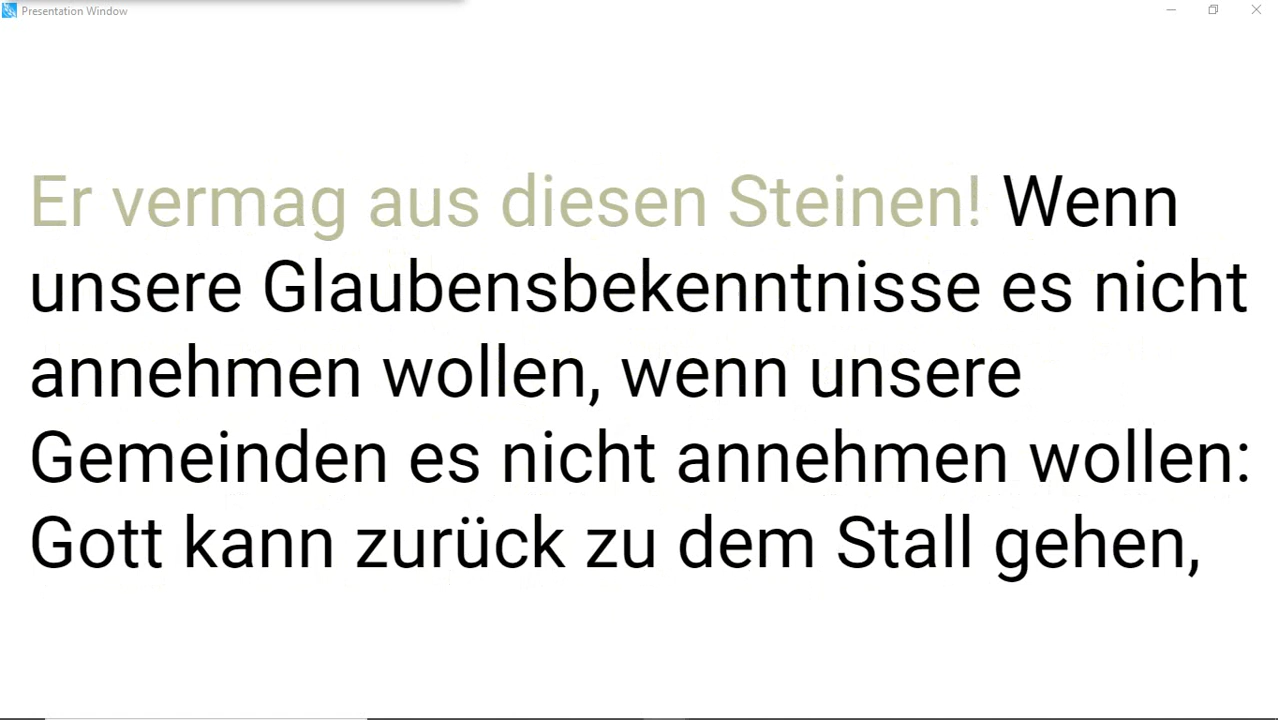 Presentation Window
Er vermag aus diesen Steinen! Wenn
unsere Glaubensbekenntnisse es nicht
annehmen wollen, wenn unsere
Gemeinden es nicht annehmen wollen:
Gott kann zurück zu dem Stall gehen,